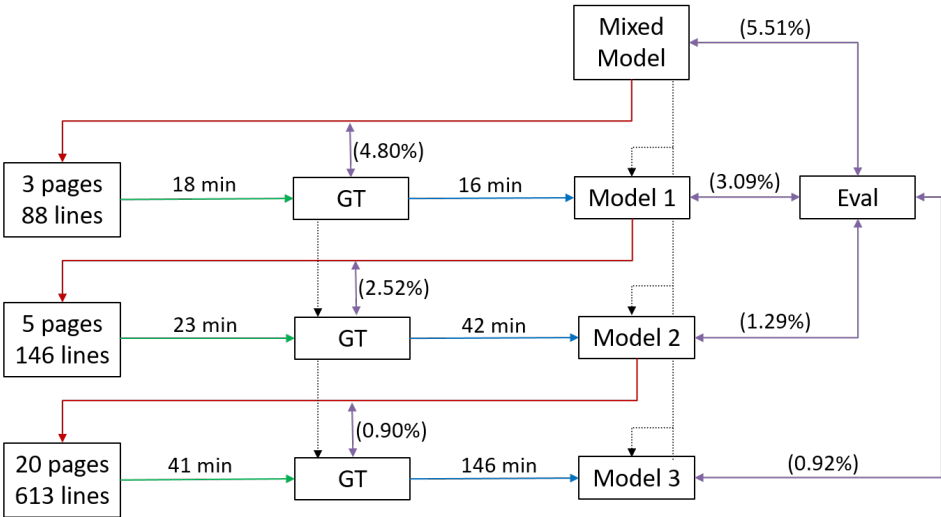 Mixed
Model
(5.51%)
(4.80%)
3 pages
88 lines
18 min
GT
16 min
Model 1
(3.09%)
Eval
(2.52%)
5 pages
146 lines
23 min
GT
42 min
Model 2
(1.29%)
(0.90%)
20 pages
613 lines
41 min
GT
146 min
Model 3
(0.92%)